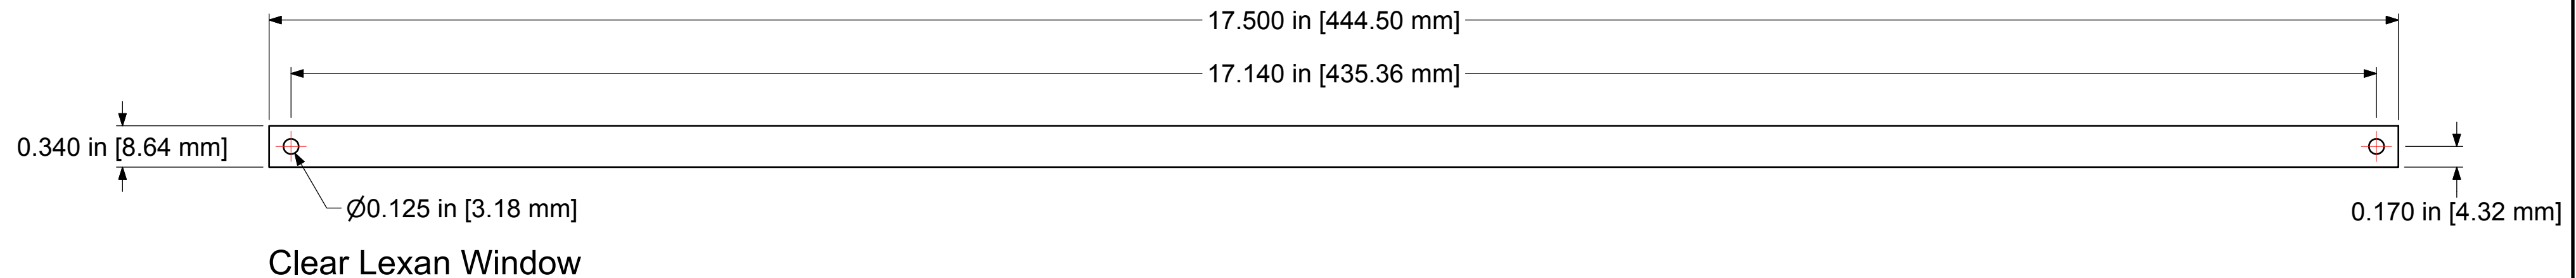 17.500 in [444.50 mm]
17.140 in [435.36 mm]
0.340 in [8.64 mm]
Ø0.125 in [3.18 mm]
0.170 in [4.32 mm]
Clear Lexan Window